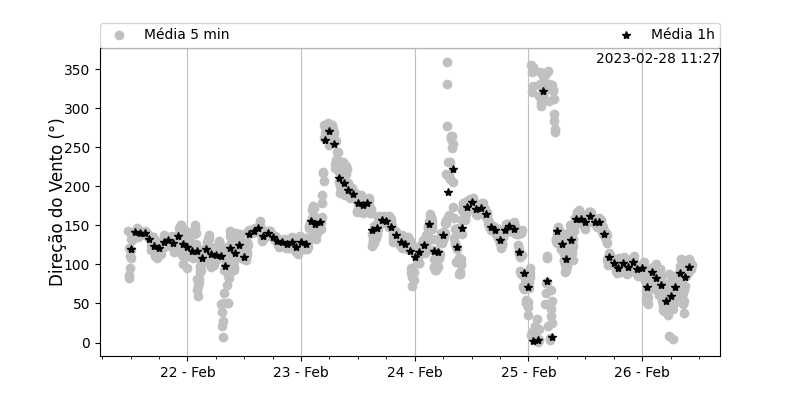 Média 5 min
Média 1h
2023-02-28 11:27
Direção do Vento (°)
350
300
250
200
150
100
50
0
22 - Feb
23 - Feb
24 - Feb
25 - Feb
26 - Feb